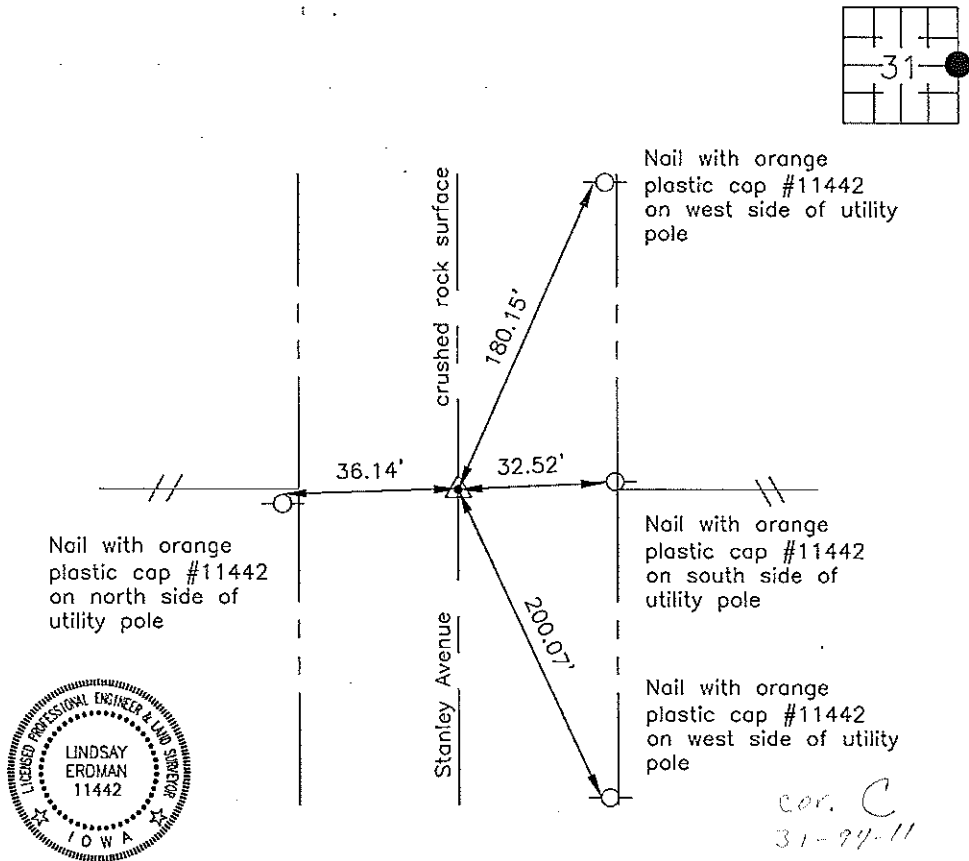 31
Nail with orange
plastic cap #11442
on west side of utility
pole
crushed rock surface
180.15'
36.14'
32.52'
Nail with orange
plastic cap #11442
on north side of
utility pole
Nail with orange
plastic cap #11442
on south side of
utility pole
200.07'
Stanley Avenue
Nail with orange
plastic cap #11442
on west side of utility
pole
LICENSED PROFESSIONAL ENGINEER & LAND SURVEYOR
LINDSAY
ERDMAN
11442
IOWA
cor. C
31-94-11